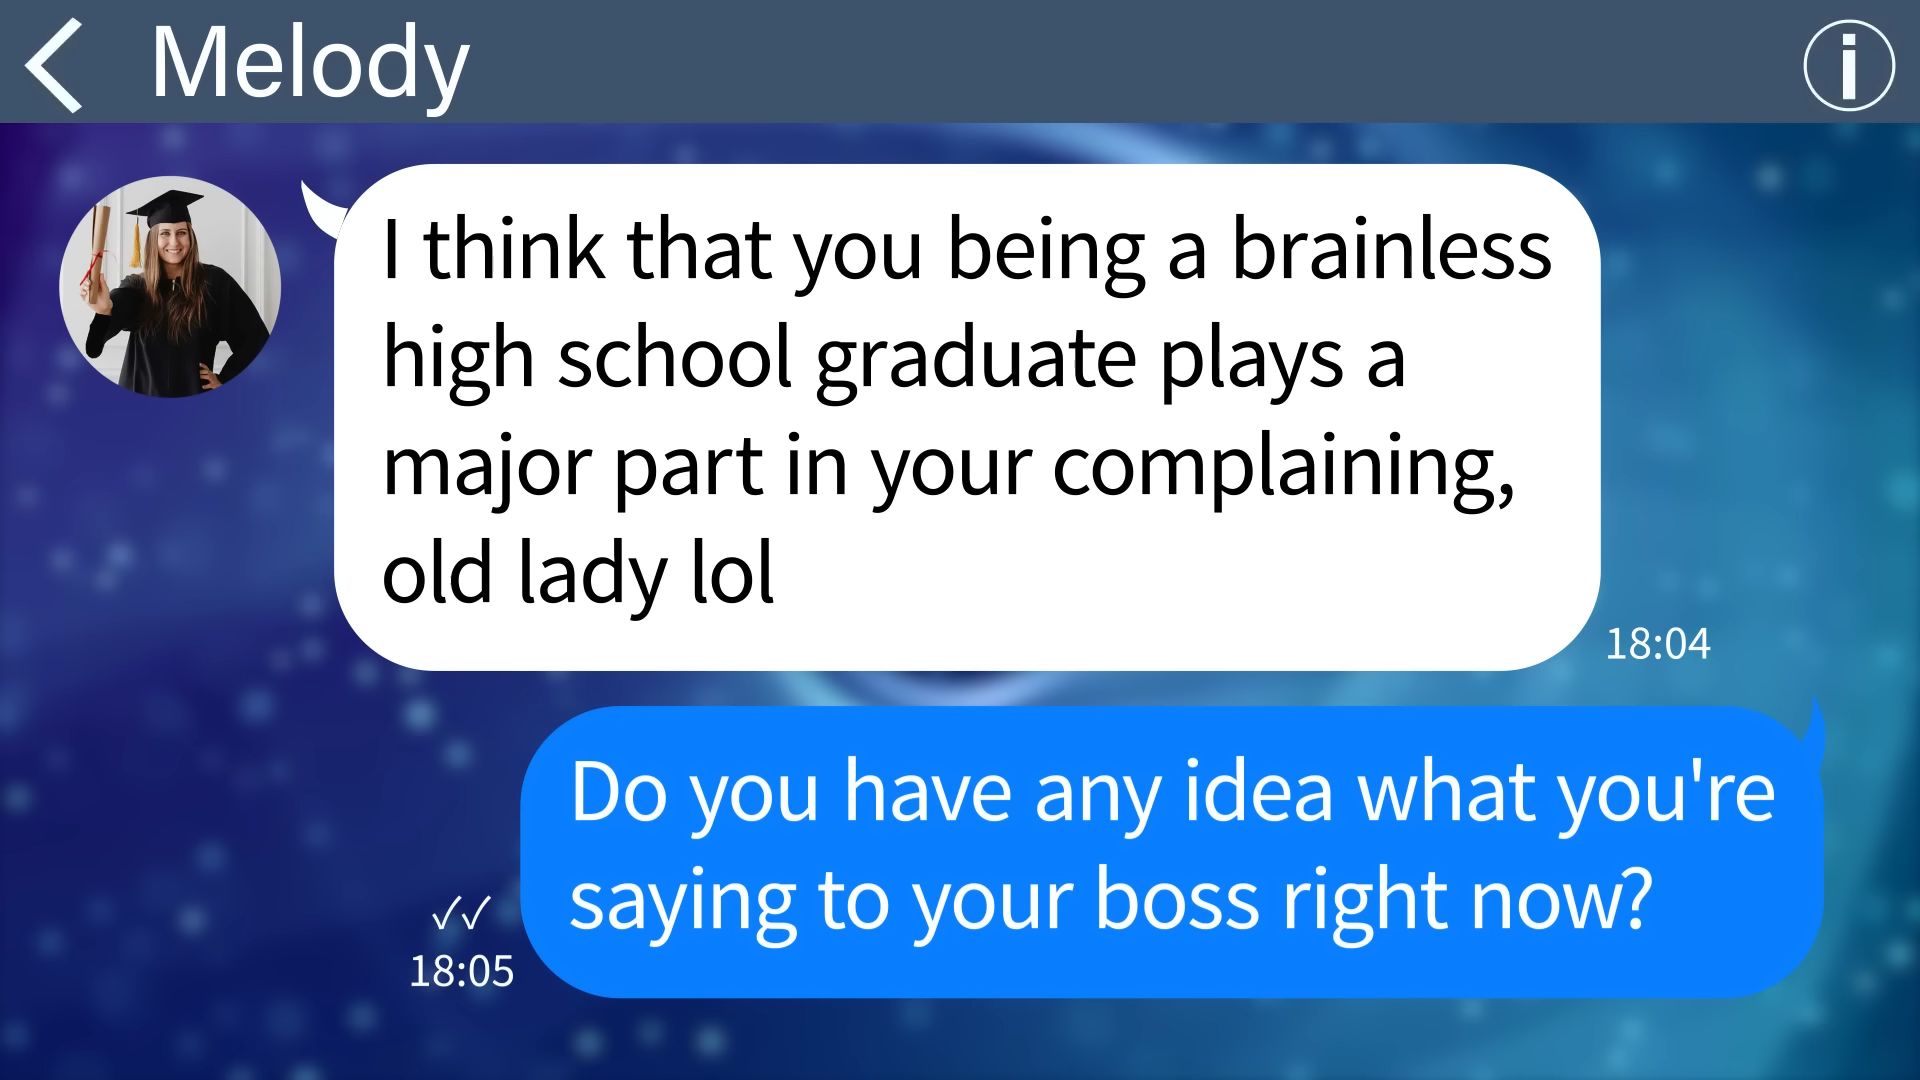 Melody
I think that you being a brainless
high school graduate plays a
major part in your complaining,
old lady lol
18:04
Do you have any idea what you're
saying to your boss right now?
✓✓
18:05